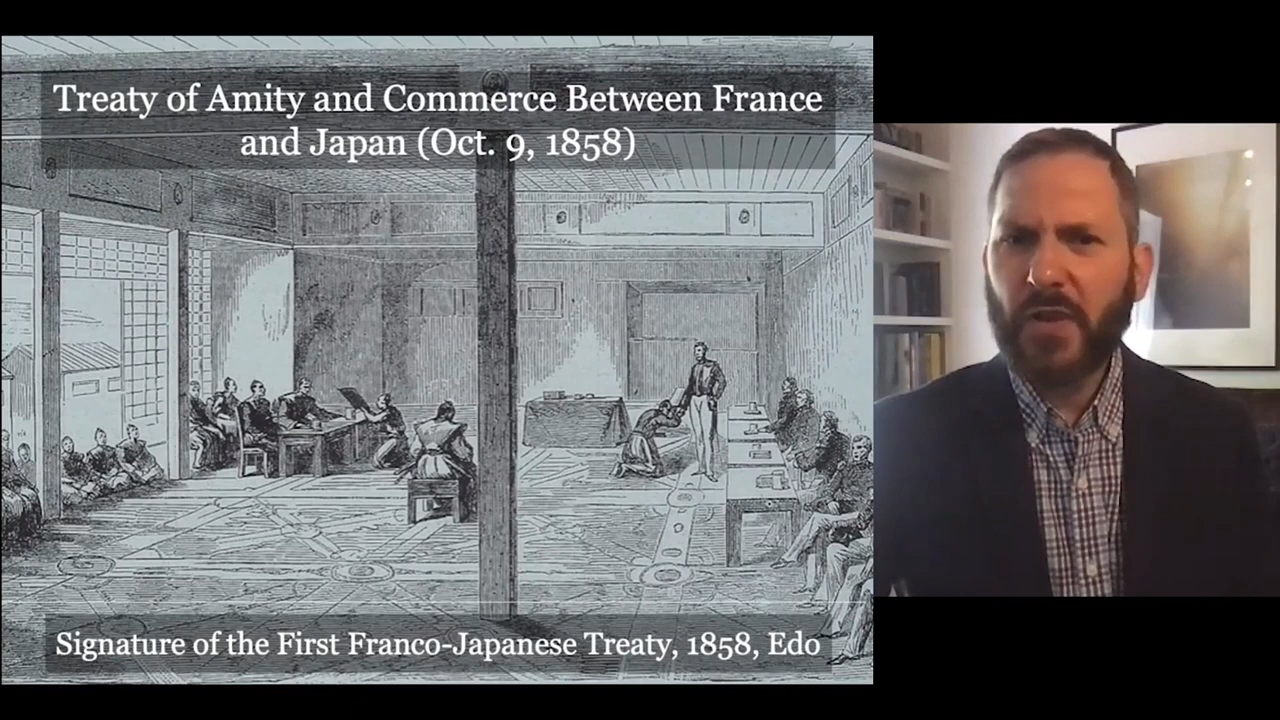 Treaty of Amity and Commerce Between France
and Japan (Oct. 9, 1858)
Signature of the First Franco-Japanese Treaty, 1858, Edo